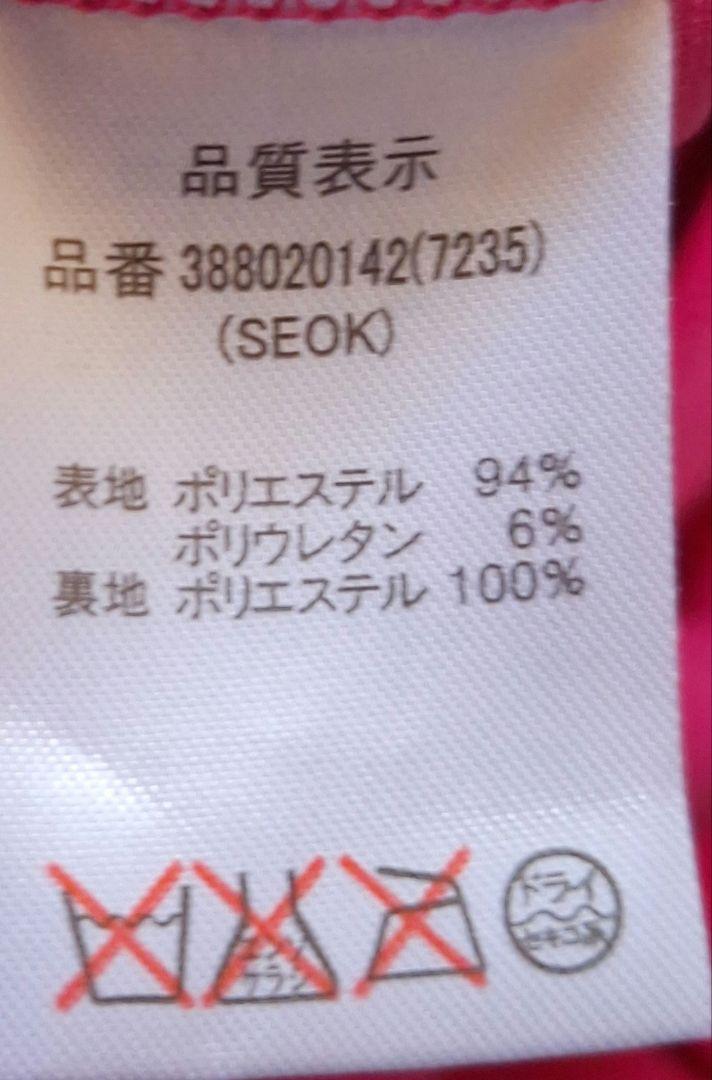 品質表示
品番 388020142(7235)
(SEOK)
表地 ポリエステル 94%
ポリウレタン 6%
裏地 ポリエステル 100%
ドライ
セキユ系